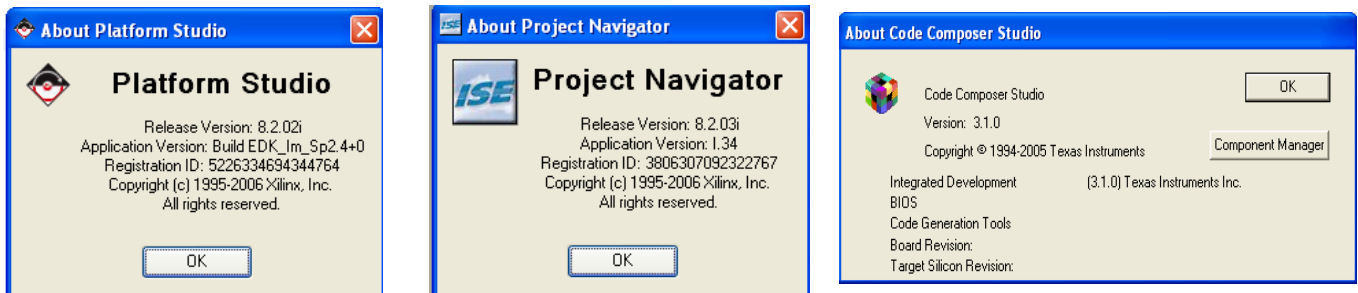 About Platform Studio
Platform Studio
Release Version: 8.2.02i
Application Version: Build EDK_Im_Sp2.4+0
Registration ID: 5226334694344764
Copyright (c) 1995-2006 Xilinx, Inc.
All rights reserved.
OK
About Project Navigator
ISE
Project Navigator
Release Version: 8.2.03i
Application Version: I.34
Registration ID: 3806307092322767
Copyright (c) 1995-2006 Xilinx, Inc.
All rights reserved.
OK
About Code Composer Studio
Code Composer Studio
OK
Version: 3.1.0
Copyright © 1994-2005 Texas Instruments
Component Manager
Integrated Development (3.1.0) Texas Instruments Inc.
BIOS
Code Generation Tools
Board Revision:
Target Silicon Revision: